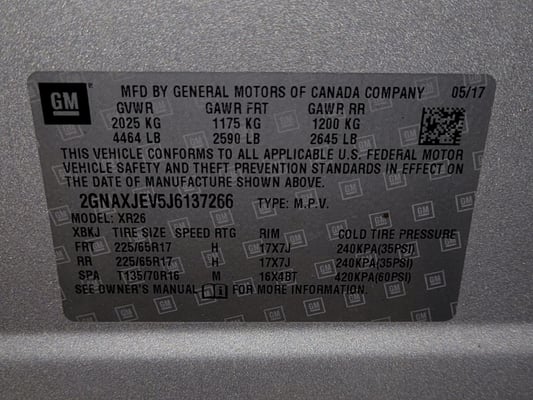 GM MFD BY GENERAL MOTORS OF CANADA COMPANY 05/17
GVWR GAWR FRT GAWR RR
2025 KG 1175 KG 1200 KG
4464 LB 2590 LB 2645 LB
THIS VEHICLE CONFORMS TO ALL APPLICABLE U.S. FEDERAL MOTOR
VEHICLE SAFETY AND THEFT PREVENTION STANDARDS IN EFFECT ON
THE DATE OF MANUFACTURE SHOWN ABOVE.
2GNAXJEV5J6137266 TYPE: M.P.V.
MODEL: XR26
XBKJ TIRE SIZE SPEED RTG RIM COLD TIRE PRESSURE
FRT 225/65R17 H 17X7J 240KPA(35PSI)
RR 225/65R17 H 17X7J 240KPA(35PSI)
SPA T135/70R16 M 16X4BT 420KPA(60PSI)
SEE OWNER'S MANUAL i FOR MORE INFORMATION.